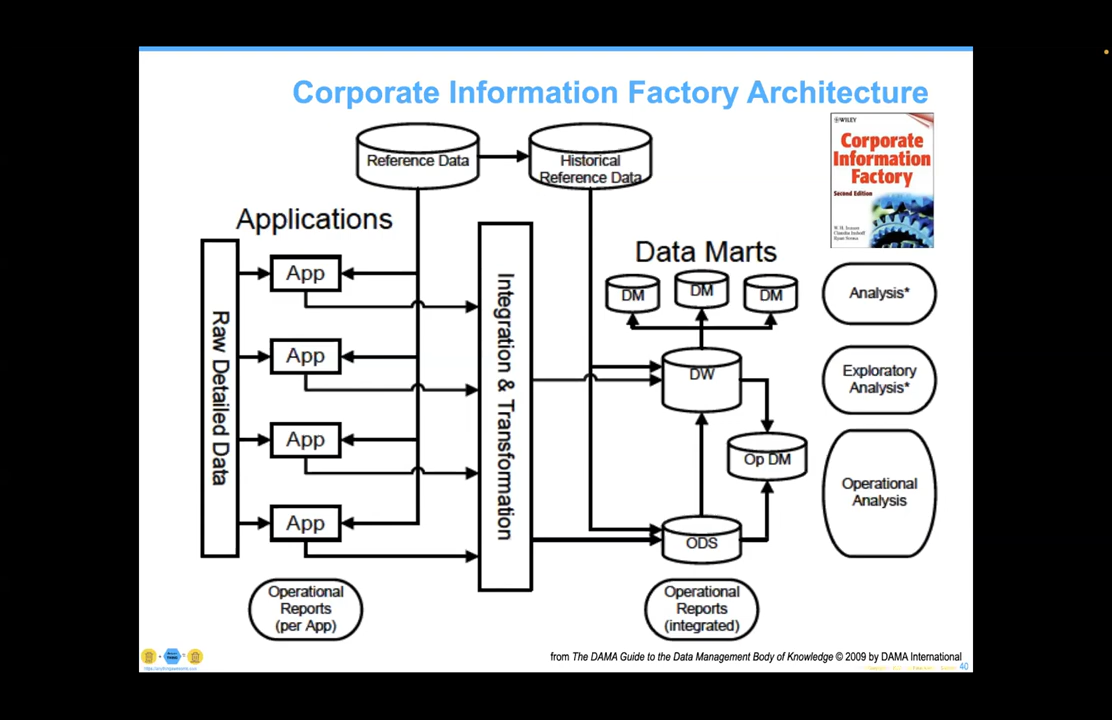 Corporate Information Factory Architecture
WILEY
Corporate
Information
Factory
Second Edition
Reference Data
Historical
Reference Data
Applications
Raw Detailed Data
App
App
App
App
Integration & Transformation
Data Marts
DM
DM
DM
DW
Op DM
ODS
Analysis*
Exploratory
Analysis*
Operational
Analysis
Operational
Reports
(per App)
Operational
Reports
(integrated)
from The DAMA Guide to the Data Management Body of Knowledge © 2009 by DAMA International
40